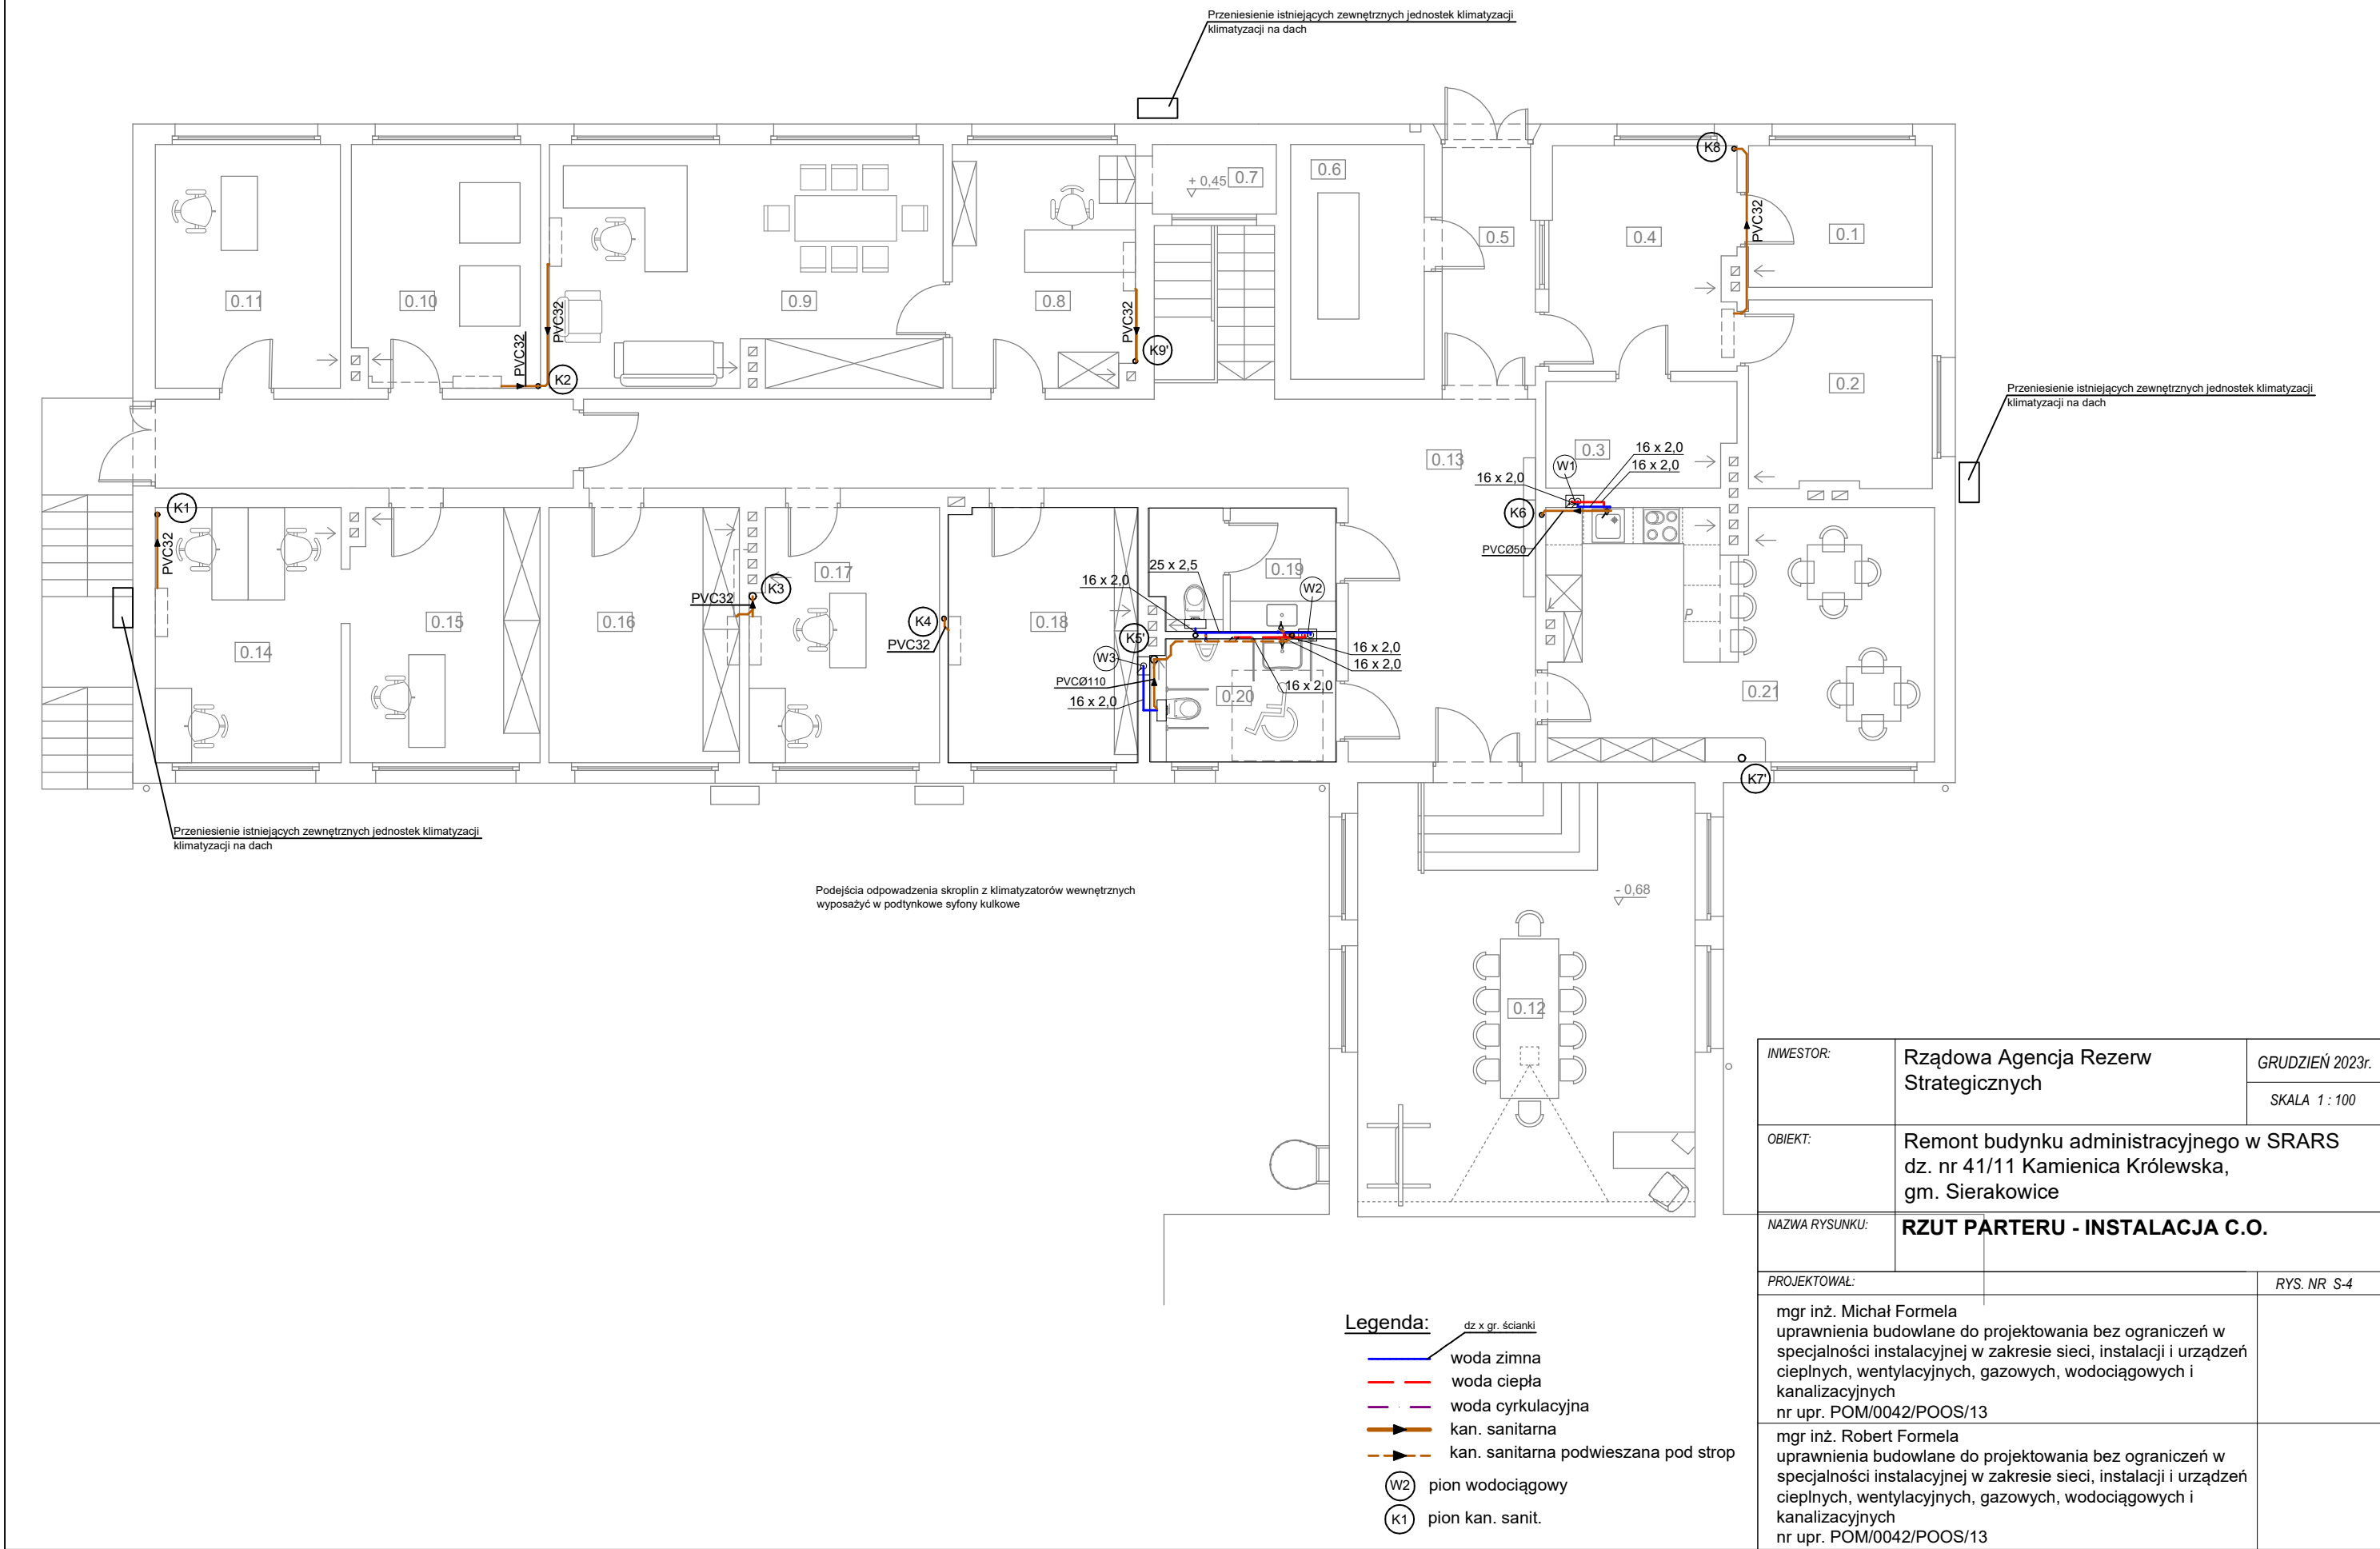 Przeniesienie istniejących zewnętrznych jednostek klimatyzacji
klimatyzacji na dach
K8
0.6
+ 0,45
0.7
PVC32
0.5
0.4
0.1
0.11
0.10
PVC32
0.9
0.8
PVC32
K9'
PVC32
K2
0.2
Przeniesienie istniejących zewnętrznych jednostek klimatyzacji
klimatyzacji na dach
0.13
0.3
16 x 2,0
W1
16 x 2,0
16 x 2,0
K1
K6
PVC32
PVCØ50
0.17
25 x 2,5
0.19
16 x 2,0
K3
W2
PVC32
0.15
0.16
K4
0.18
K5'
P
PVC32
16 x 2,0
0.14
W3
16 x 2,0
PVCØ110
16 x 2,0
0.20
0.21
16 x 2,0
K7'
Przeniesienie istniejących zewnętrznych jednostek klimatyzacji
klimatyzacji na dach
Podejścia odpowadzenia skroplin z klimatyzatorów wewnętrznych
wyposażyć w podtynkowe syfony kulkowe
- 0,68
0.12
INWESTOR:
Rządowa Agencja Rezerw
Strategicznych
GRUDZIEŃ 2023r.
SKALA 1 : 100
OBIEKT:
Remont budynku administracyjnego w SRARS
dz. nr 41/11 Kamienica Królewska,
gm. Sierakowice
NAZWA RYSUNKU:
RZUT PARTERU - INSTALACJA C.O.
PROJEKTOWAŁ:
RYS. NR S-4
mgr inż. Michał Formela
uprawnienia budowlane do projektowania bez ograniczeń w
specjalności instalacyjnej w zakresie sieci, instalacji i urządzeń
cieplnych, wentylacyjnych, gazowych, wodociągowych i
kanalizacyjnych
nr upr. POM/0042/POOS/13
mgr inż. Robert Formela
uprawnienia budowlane do projektowania bez ograniczeń w
specjalności instalacyjnej w zakresie sieci, instalacji i urządzeń
cieplnych, wentylacyjnych, gazowych, wodociągowych i
kanalizacyjnych
nr upr. POM/0042/POOS/13
Legenda:
dz x gr. ścianki
woda zimna
woda ciepła
woda cyrkulacyjna
kan. sanitarna
kan. sanitarna podwieszana pod strop
W2
pion wodociągowy
K1
pion kan. sanit.